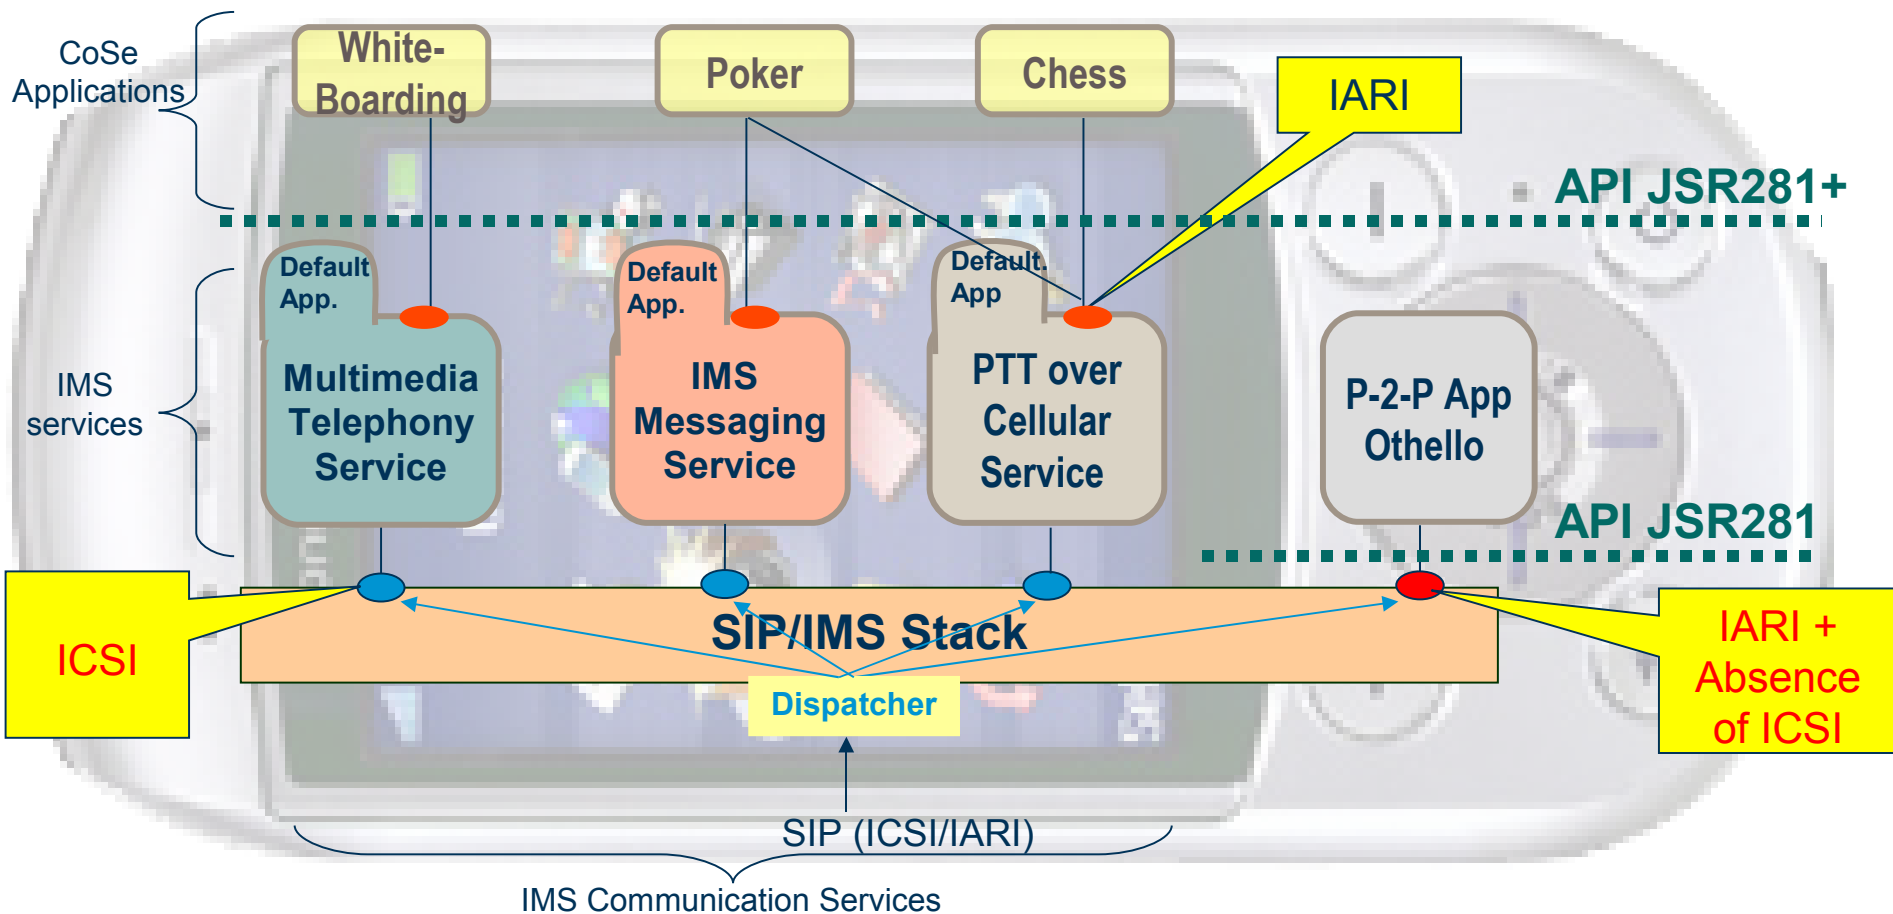 CoSe
Applications
White-
Boarding
Poker
Chess
IARI
API JSR281+
Default
App.
Default
App.
Default.
App
IMS
services
Multimedia
Telephony
Service
IMS
Messaging
Service
PTT over
Cellular
Service
P-2-P App
Othello
API JSR281
ICSI
SIP/IMS Stack
IARI +
Absence
of ICSI
Dispatcher
SIP (ICSI/IARI)
IMS Communication Services